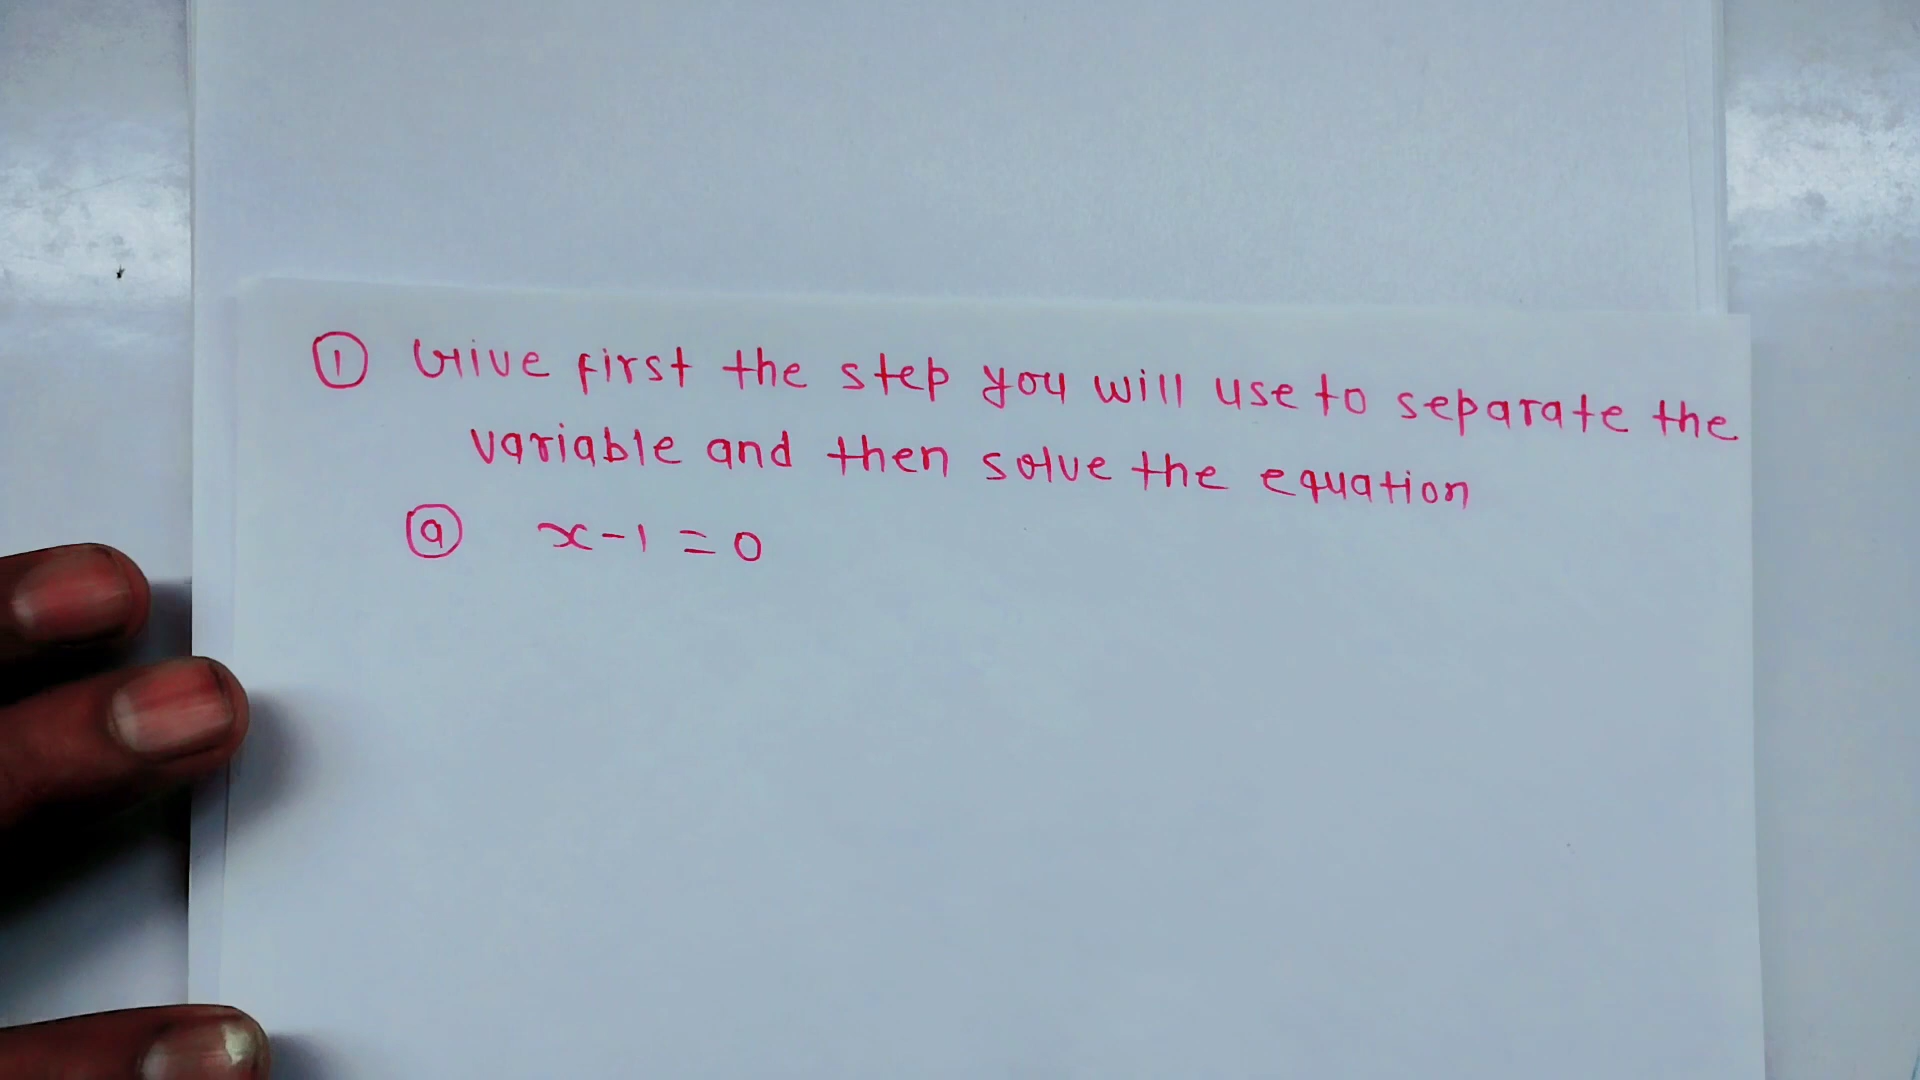 ① Give first the step you will use to separate the
variable and then solve the equation
ⓐ x-1=0